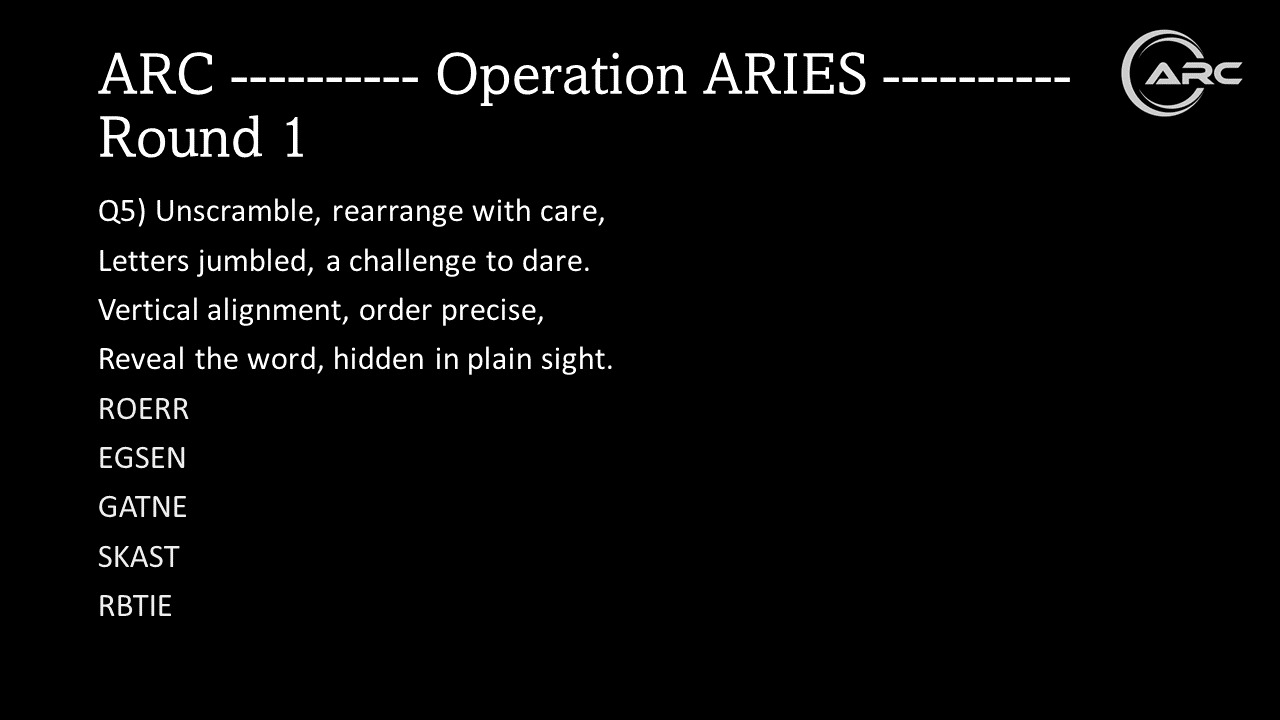 ARC ---------- Operation ARIES ----------
Round 1
ARC
Q5) Unscramble, rearrange with care,
Letters jumbled, a challenge to dare.
Vertical alignment, order precise,
Reveal the word, hidden in plain sight.
ROERR
EGSEN
GATNE
SKAST
RBTIE